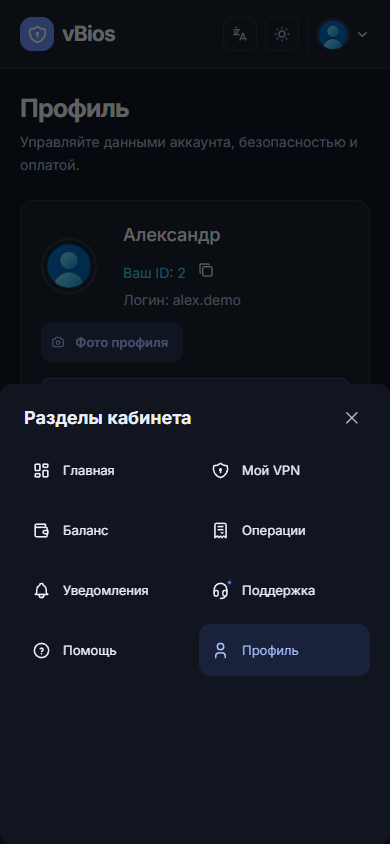 vBios
Профиль
Управляйте данными аккаунта, безопасностью и
оплатой.
Александр
Ваш ID: 2
Логин: alex.demo
Фото профиля
Разделы кабинета
Главная
Мой VPN
Баланс
Операции
Уведомления
Поддержка
Помощь
Профиль